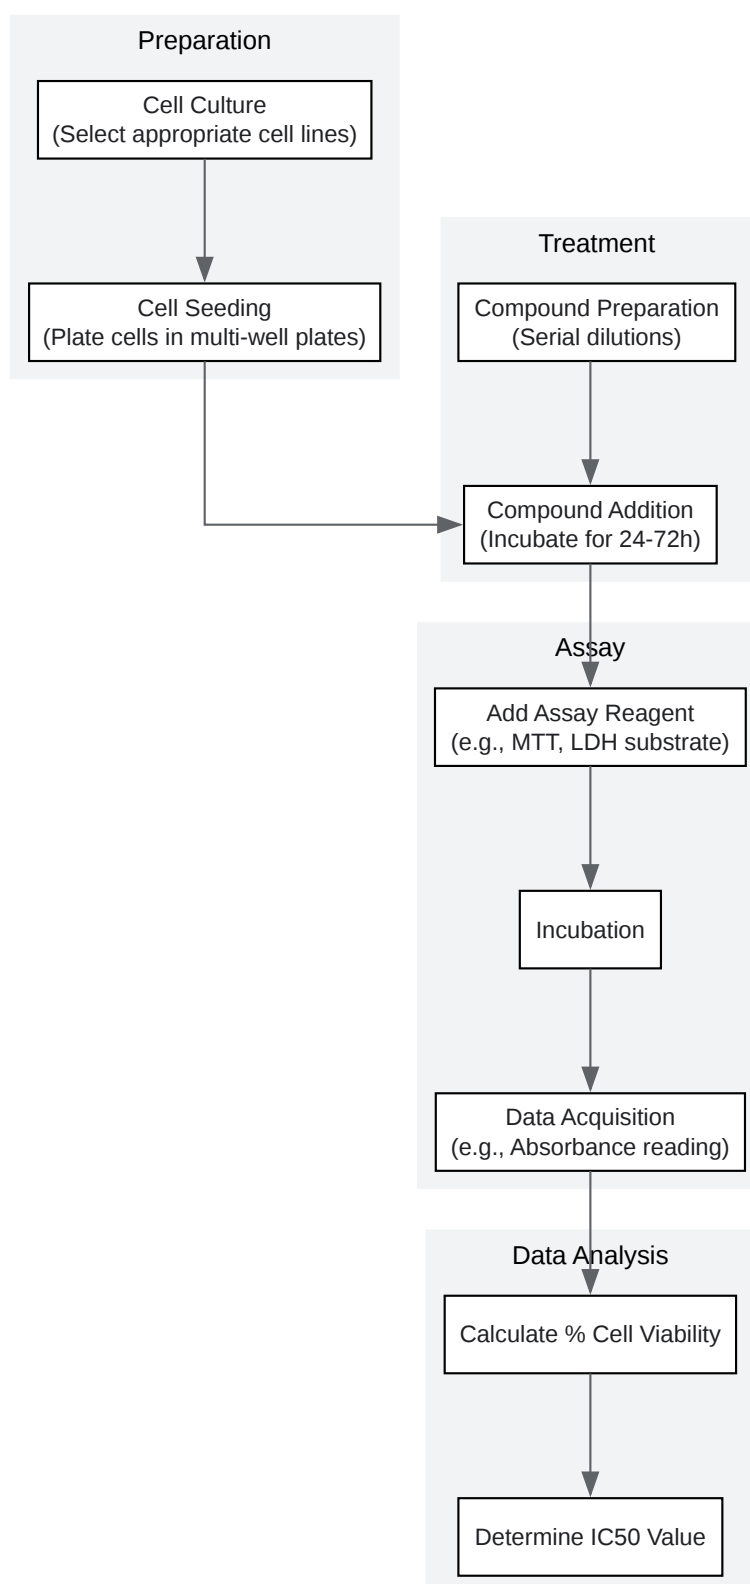 Preparation
Cell Culture
(Select appropriate cell lines)
Cell Seeding
(Plate cells in multi-well plates)
Treatment
Compound Preparation
(Serial dilutions)
Compound Addition
(Incubate for 24-72h)
Assay
Add Assay Reagent
(e.g., MTT, LDH substrate)
Incubation
Data Acquisition
(e.g., Absorbance reading)
Data Analysis
Calculate % Cell Viability
Determine IC50 Value